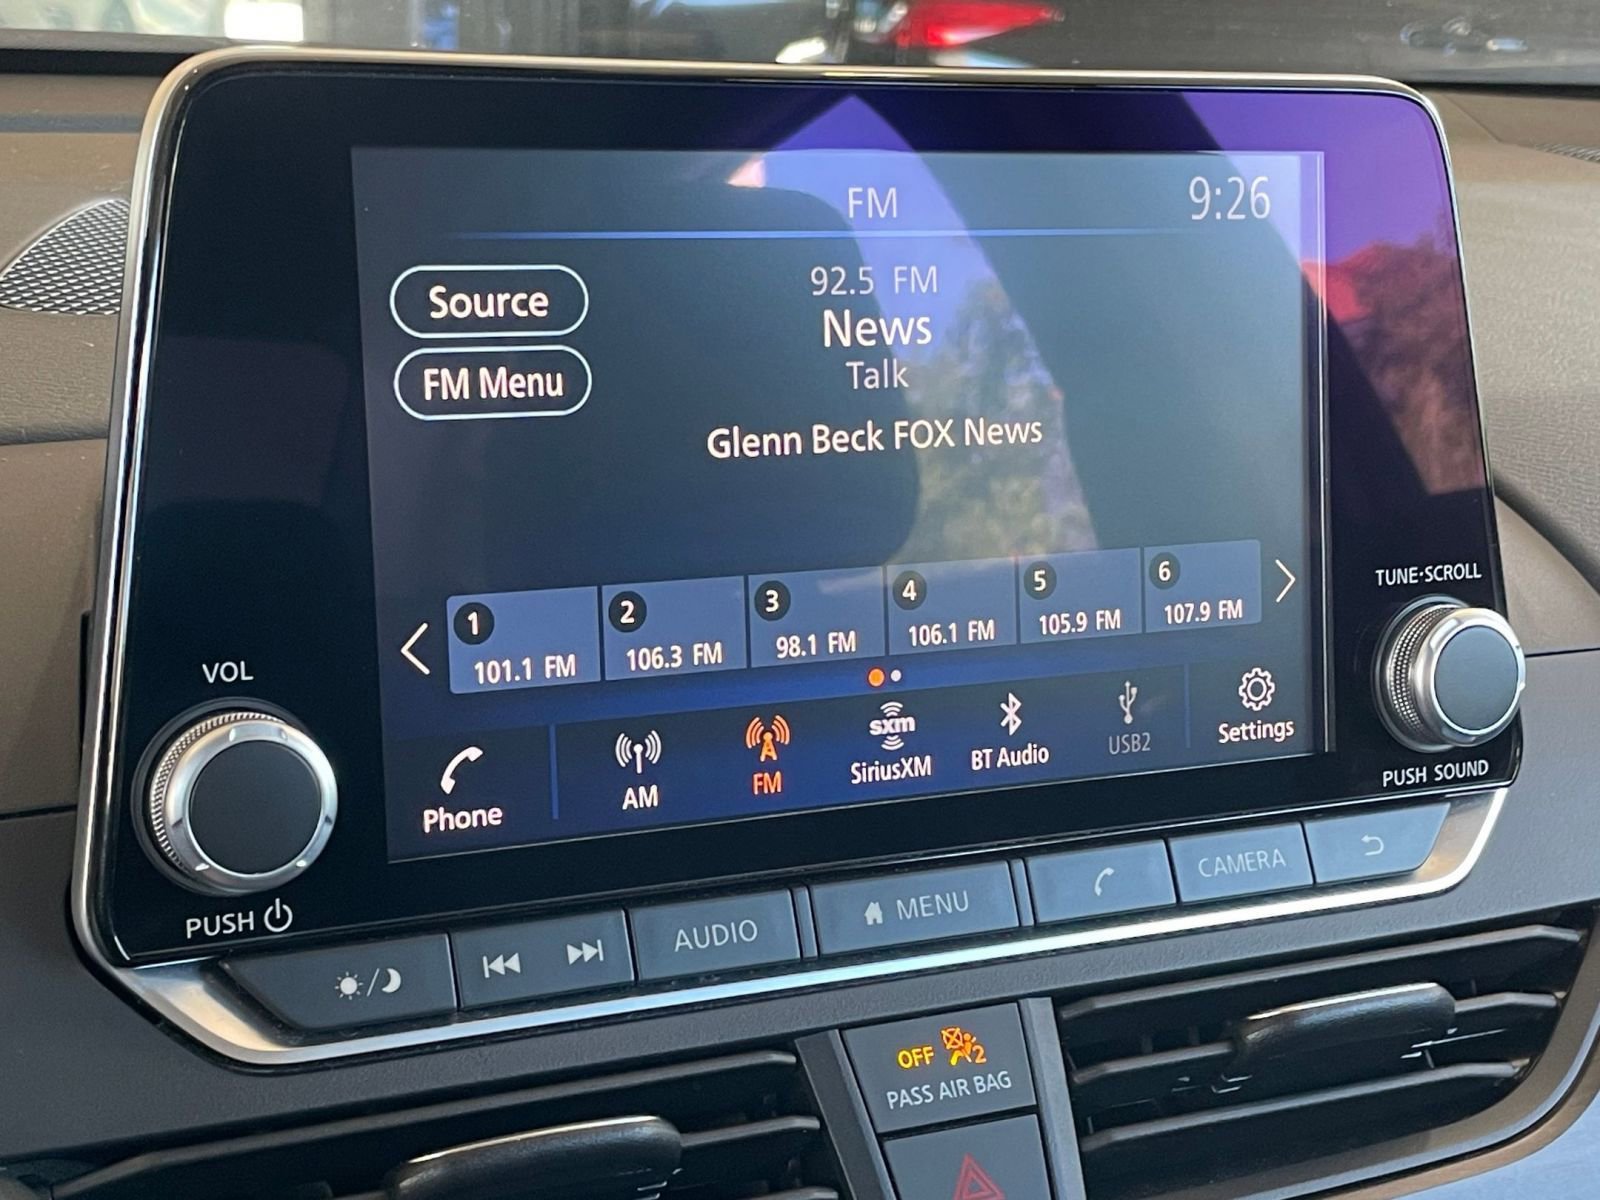 FM
9:26
Source
92.5 FM
News
FM Menu
Talk
Glenn Beck FOX News
1
2
3
4
5
6
101.1 FM
106.3 FM
98.1 FM
106.1 FM
105.9 FM
107.9 FM
TUNE·SCROLL
VOL
Phone
AM
FM
sxm
SiriusXM
BT Audio
USB2
Settings
PUSH SOUND
PUSH
AUDIO
MENU
CAMERA
OFF
2
PASS AIR BAG